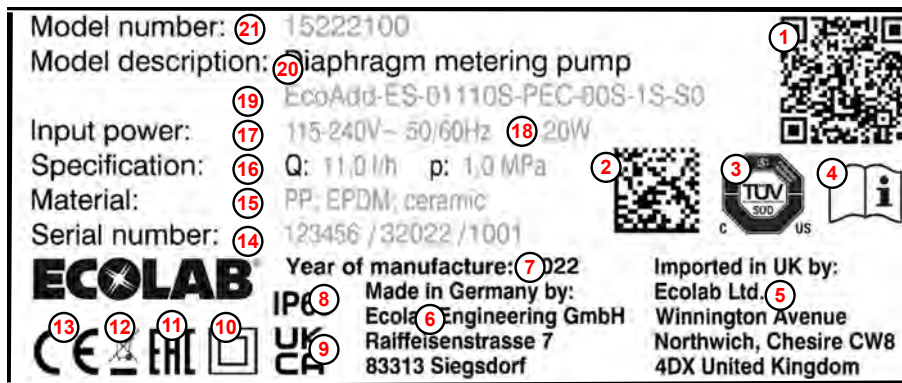 Model number: 21 15222100
Model description: 20 Diaphragm metering pump
19 EcoAdd-ES-01110S-PEC-00S-1S-S0
Input power: 17 115-240V~ 50/60Hz 18 20W
Specification: 16 Q: 11,0 l/h p: 1,0 MPa
Material: 15 PP; EPDM; ceramic
Serial number: 14 123456 / 32022 / 1001
1
2
3 TÜV
SÜD
C US
4 i
ECOLAB
Year of manufacture: 7 2022
IP6 8
Made in Germany by:
Ecolab 6 Engineering GmbH
Raiffeisenstrasse 7
83313 Siegsdorf
Imported in UK by:
Ecolab Ltd. 5
Winnington Avenue
Northwich, Chesire CW8
4DX United Kingdom
13 CE 12 11 EAC 10
UK 9
CA